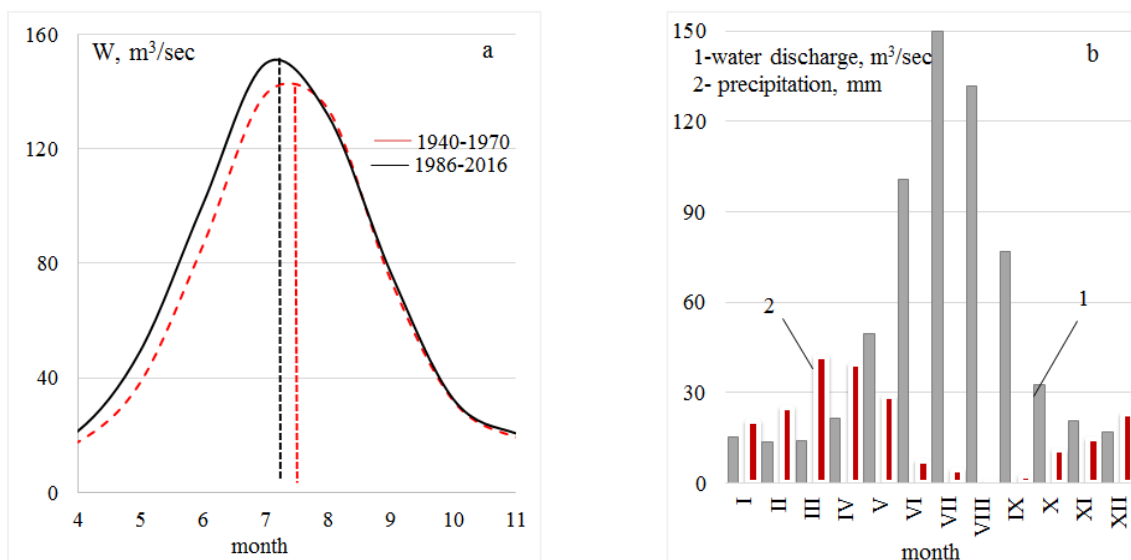 160
W, m³/sec
a
120
1940-1970
1986-2016
80
40
0
4 5 6 7 8 9 10 11
month
150
1-water discharge, m³/sec
b
2- precipitation, mm
120
90
60
2
1
30
0
I II III IV V VI VII VIII IX X XI XII
month